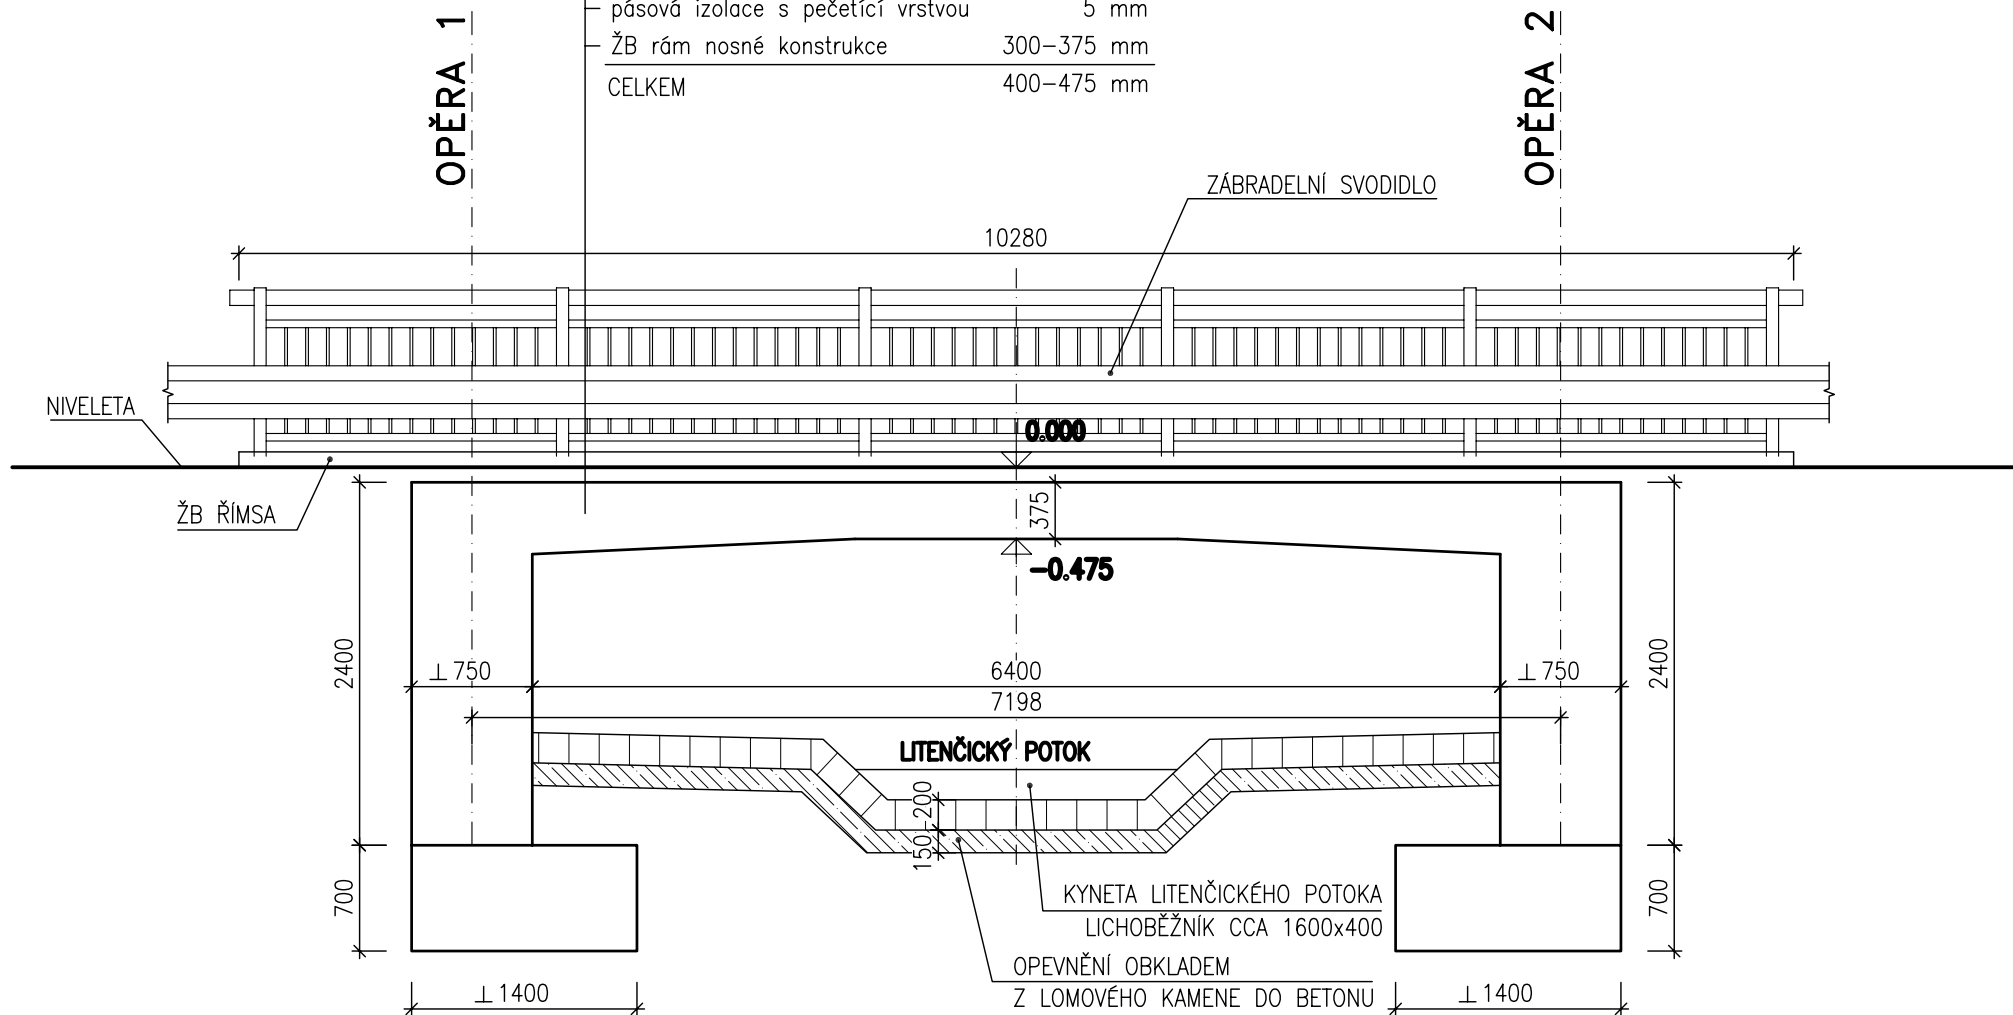 pásová izolace s pečetící vrstvou 5 mm
ŽB rám nosné konstrukce 300-375 mm
CELKEM 400-475 mm
OPĚRA 1
OPĚRA 2
ZÁBRADELNÍ SVODIDLO
10280
NIVELETA
0.000
ŽB ŘÍMSA
375
-0.475
2400
⊥750
6400
⊥750
2400
7198
LITENČICKÝ POTOK
150-200
700
KYNETA LITENČICKÉHO POTOKA
LICHOBĚŽNÍK CCA 1600x400
700
OPEVNĚNÍ OBKLADEM
Z LOMOVÉHO KAMENE DO BETONU
⊥1400
⊥1400